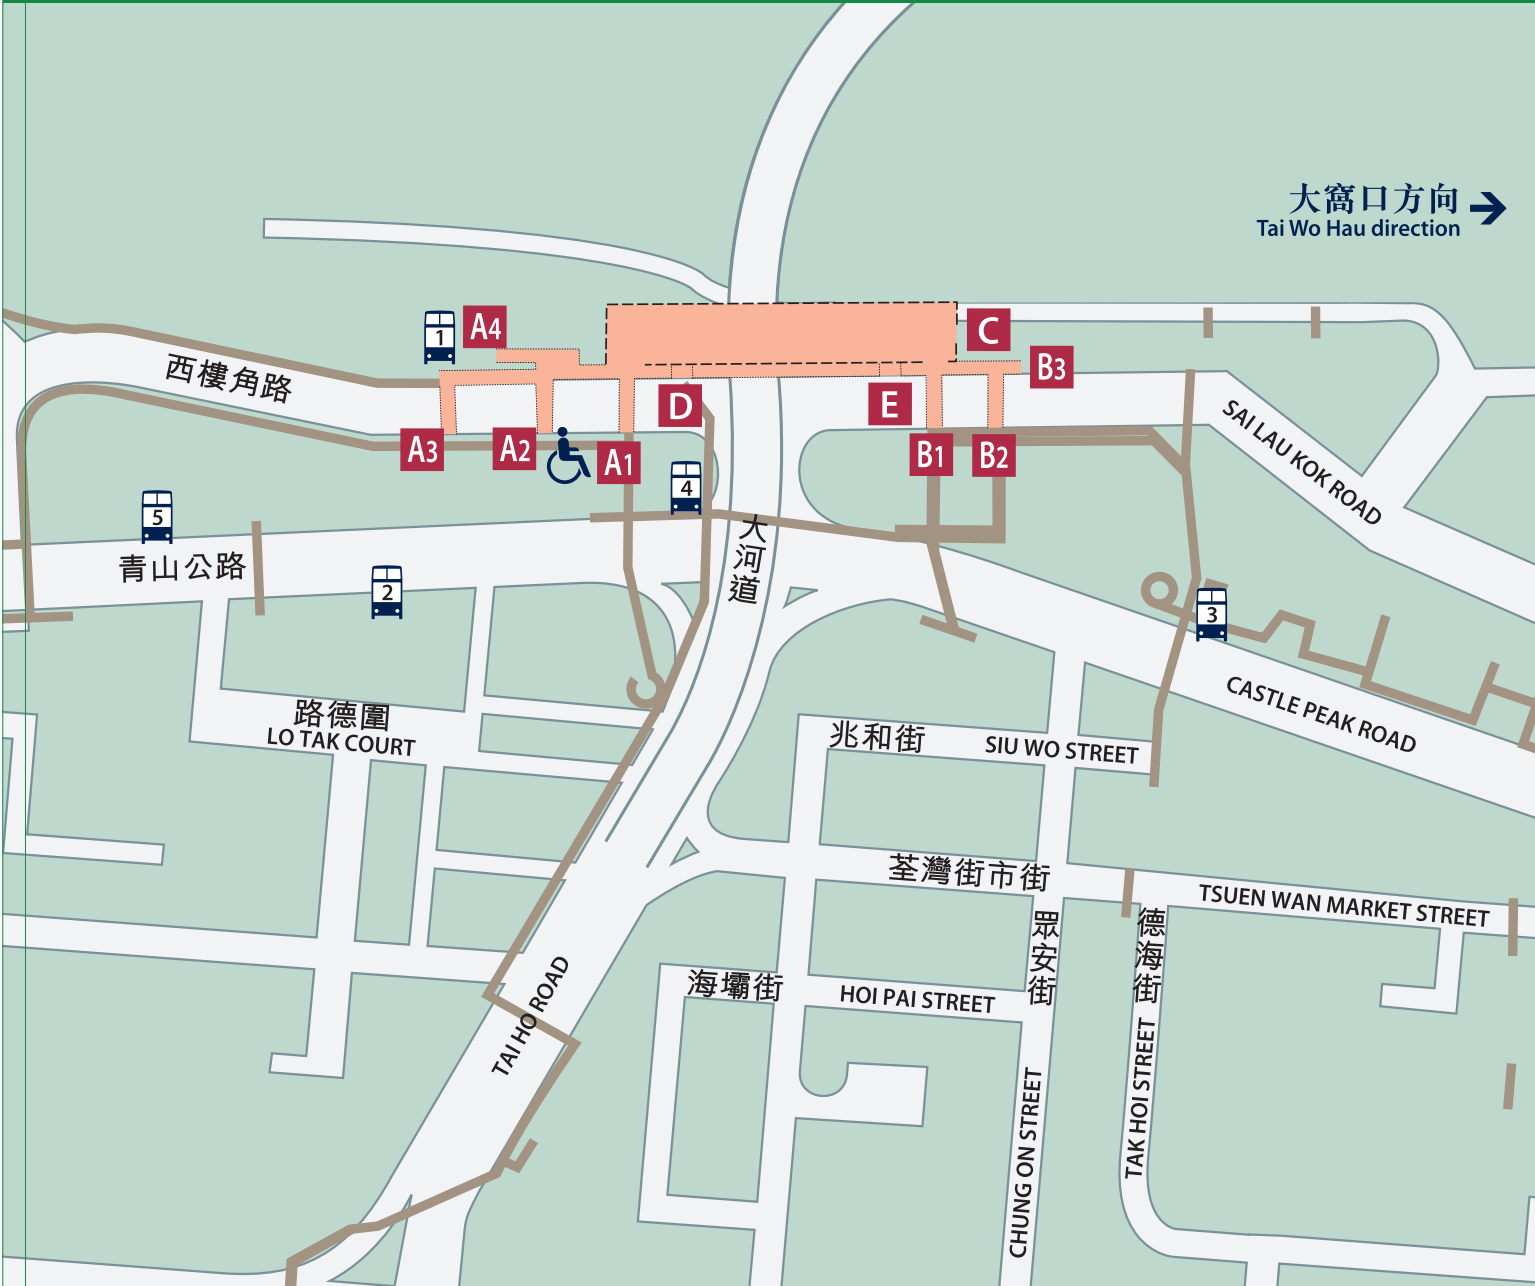 大窩口方向
Tai Wo Hau direction
1
A4
C
B3
西樓角路
D
E
A3
A2
A1
B1
B2
SAI LAU KOK ROAD
4
5
青山公路
大河道
2
3
CASTLE PEAK ROAD
路德圍
LO TAK COURT
兆和街
SIU WO STREET
荃灣街市街
TSUEN WAN MARKET STREET
眾安街
德海街
海壩街
HOI PAI STREET
TAI HO ROAD
CHUNG ON STREET
TAK HOI STREET